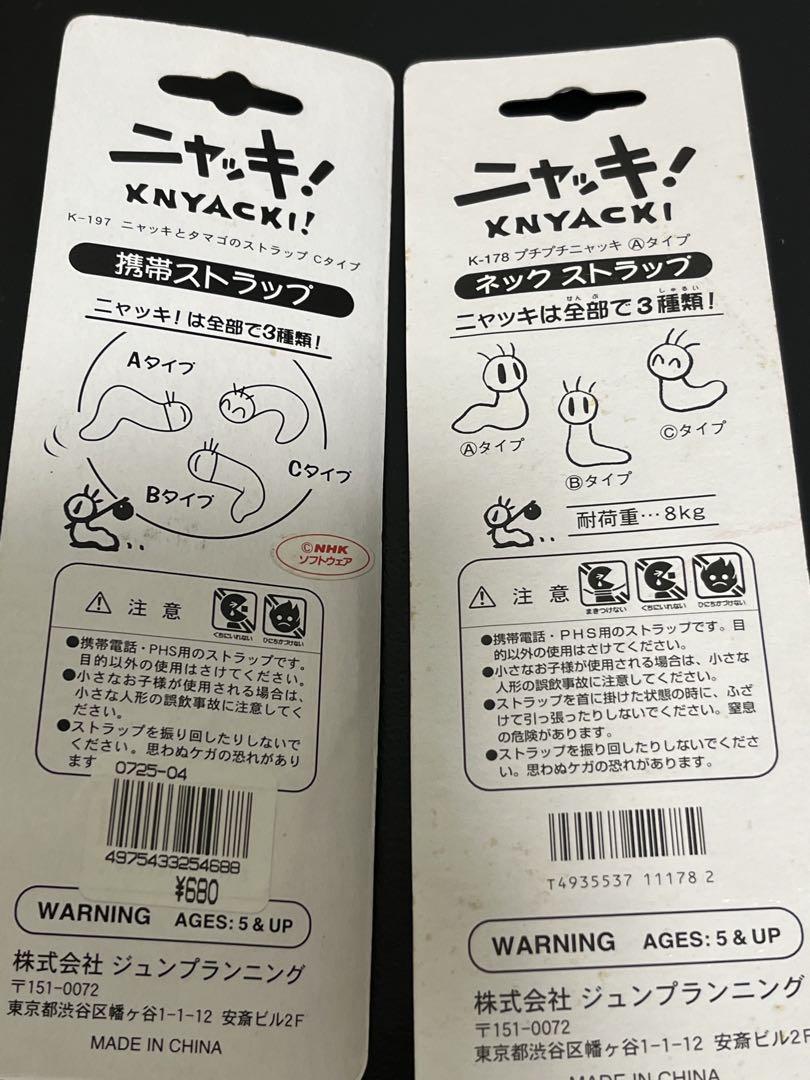 ニャッキ!
KNYACKI!
K-197 ニャッキとタマゴのストラップ Cタイプ
携帯ストラップ
ニャッキ!は全部で3種類!
Aタイプ
Cタイプ
Bタイプ
©NHK
ソフトウェア
注意
くちにいれない ひにちかづけない
●携帯電話・PHS用のストラップです。
目的以外の使用はさけてください。
●小さなお子様が使用される場合は、
小さな人形の誤飲事故に注意してく
ださい。
●ストラップを振り回したりしないで
ください。思わぬケガの恐れがあり
ます
0725-04
4975433254688
¥680
WARNING AGES: 5 & UP
株式会社 ジュンプランニング
〒151-0072
東京都渋谷区幡ヶ谷1-1-12 安斎ビル2F
MADE IN CHINA
ニャッキ!
KNYACKI
K-178 プチプチニャッキ Ⓐタイプ
ネック ストラップ
ぜんぶ しゅるい
ニャッキは全部で3種類!
Ⓐタイプ
Ⓑタイプ
Ⓒタイプ
耐荷重…8kg
注意
まきつけない くちにいれない ひにちかづけない
●携帯電話・PHS用のストラップです。目
的以外の使用はさけてください。
●小さなお子様が使用される場合は、小さな
人形の誤飲事故に注意してください。
●ストラップを首に掛けた状態の時に、ふざ
けて引っ張ったりしないでください。窒息
の危険があります。
●ストラップを振り回したりしないでくださ
い。思わぬケガの恐れがあります。
T4935537 11178 2
WARNING AGES: 5 & UP
株式会社 ジュンプランニング
〒151-0072
東京都渋谷区幡ヶ谷1-1-12 安斎ビル2F
MADE IN CHINA